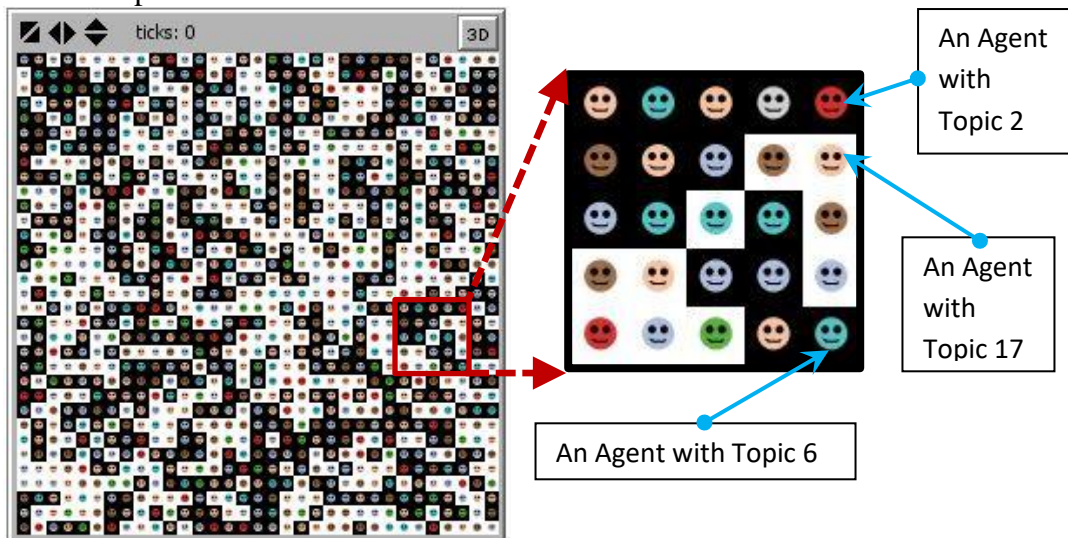 ticks: 0
3D
An Agent
with
Topic 2
An Agent
with
Topic 17
An Agent with Topic 6